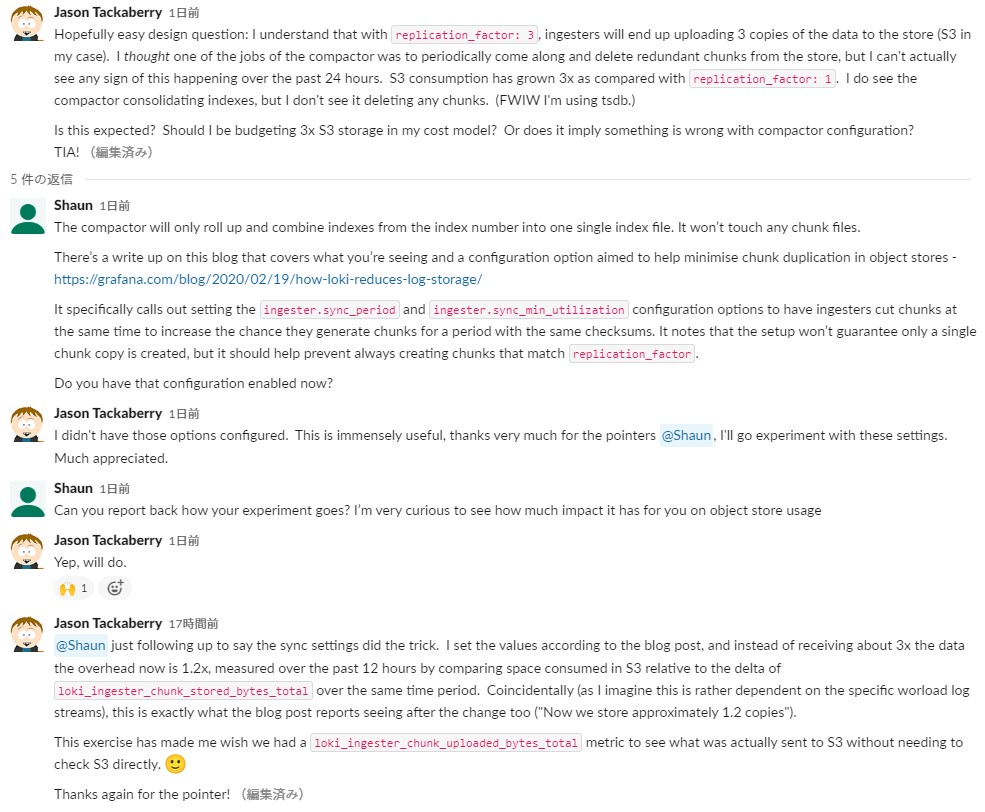 Jason Tackaberry 1日前
Hopefully easy design question: I understand that with replication_factor: 3, ingesters will end up uploading 3 copies of the data to the store (S3 in
my case). I thought one of the jobs of the compactor was to periodically come along and delete redundant chunks from the store, but I can't actually
see any sign of this happening over the past 24 hours. S3 consumption has grown 3x as compared with replication_factor: 1. I do see the
compactor consolidating indexes, but I don't see it deleting any chunks. (FWIW I'm using tsdb.)
Is this expected? Should I be budgeting 3x S3 storage in my cost model? Or does it imply something is wrong with compactor configuration?
TIA! （編集済み）
5 件の返信
Shaun 1日前
The compactor will only roll up and combine indexes from the index number into one single index file. It won't touch any chunk files.
There's a write up on this blog that covers what you're seeing and a configuration option aimed to help minimise chunk duplication in object stores -
https://grafana.com/blog/2020/02/19/how-loki-reduces-log-storage/
It specifically calls out setting the ingester.sync_period and ingester.sync_min_utilization configuration options to have ingesters cut chunks at
the same time to increase the chance they generate chunks for a period with the same checksums. It notes that the setup won't guarantee only a single
chunk copy is created, but it should help prevent always creating chunks that match replication_factor.
Do you have that configuration enabled now?
Jason Tackaberry 1日前
I didn't have those options configured. This is immensely useful, thanks very much for the pointers @Shaun, I'll go experiment with these settings.
Much appreciated.
Shaun 1日前
Can you report back how your experiment goes? I'm very curious to see how much impact it has for you on object store usage
Jason Tackaberry 1日前
Yep, will do.
1
Jason Tackaberry 17時間前
@Shaun just following up to say the sync settings did the trick. I set the values according to the blog post, and instead of receiving about 3x the data
the overhead now is 1.2x, measured over the past 12 hours by comparing space consumed in S3 relative to the delta of
loki_ingester_chunk_stored_bytes_total over the same time period. Coincidentally (as I imagine this is rather dependent on the specific worload log
streams), this is exactly what the blog post reports seeing after the change too ("Now we store approximately 1.2 copies").
This exercise has made me wish we had a loki_ingester_chunk_uploaded_bytes_total metric to see what was actually sent to S3 without needing to
check S3 directly. 🙂
Thanks again for the pointer! （編集済み）